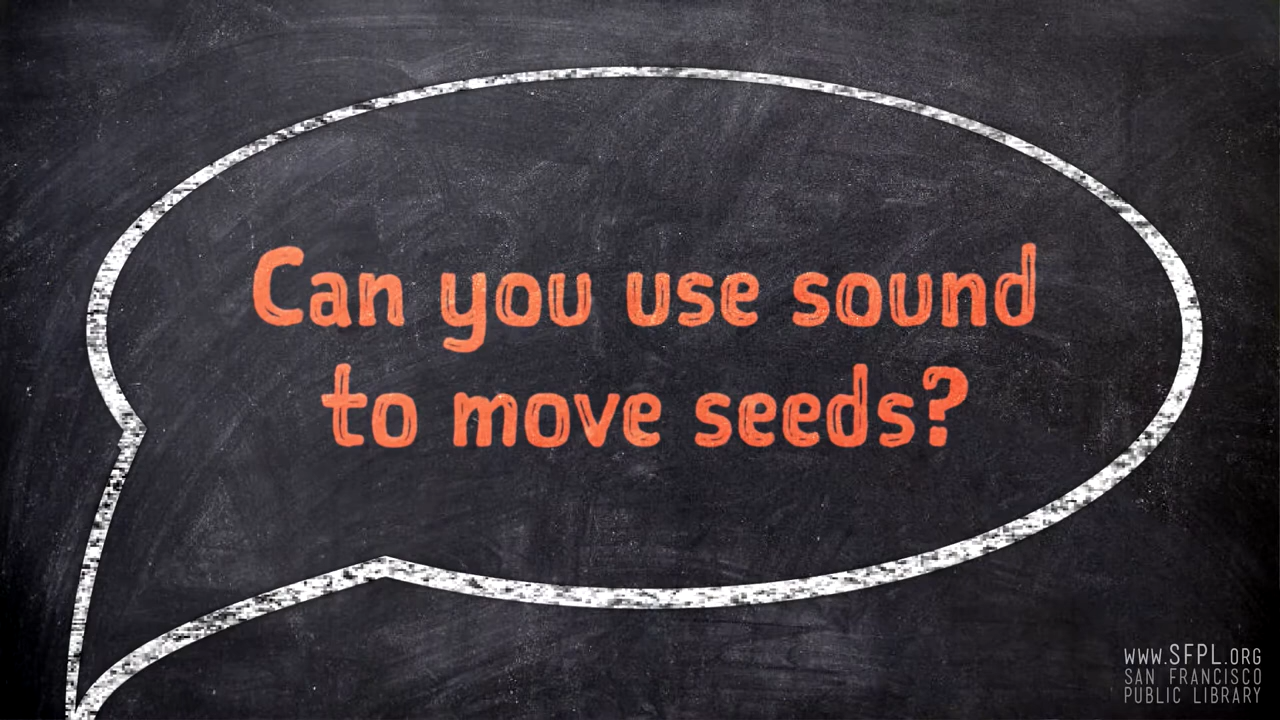 Can you use sound
to move seeds?
www.SFPL.ORG
SAN FRANCISCO
PUBLIC LIBRARY